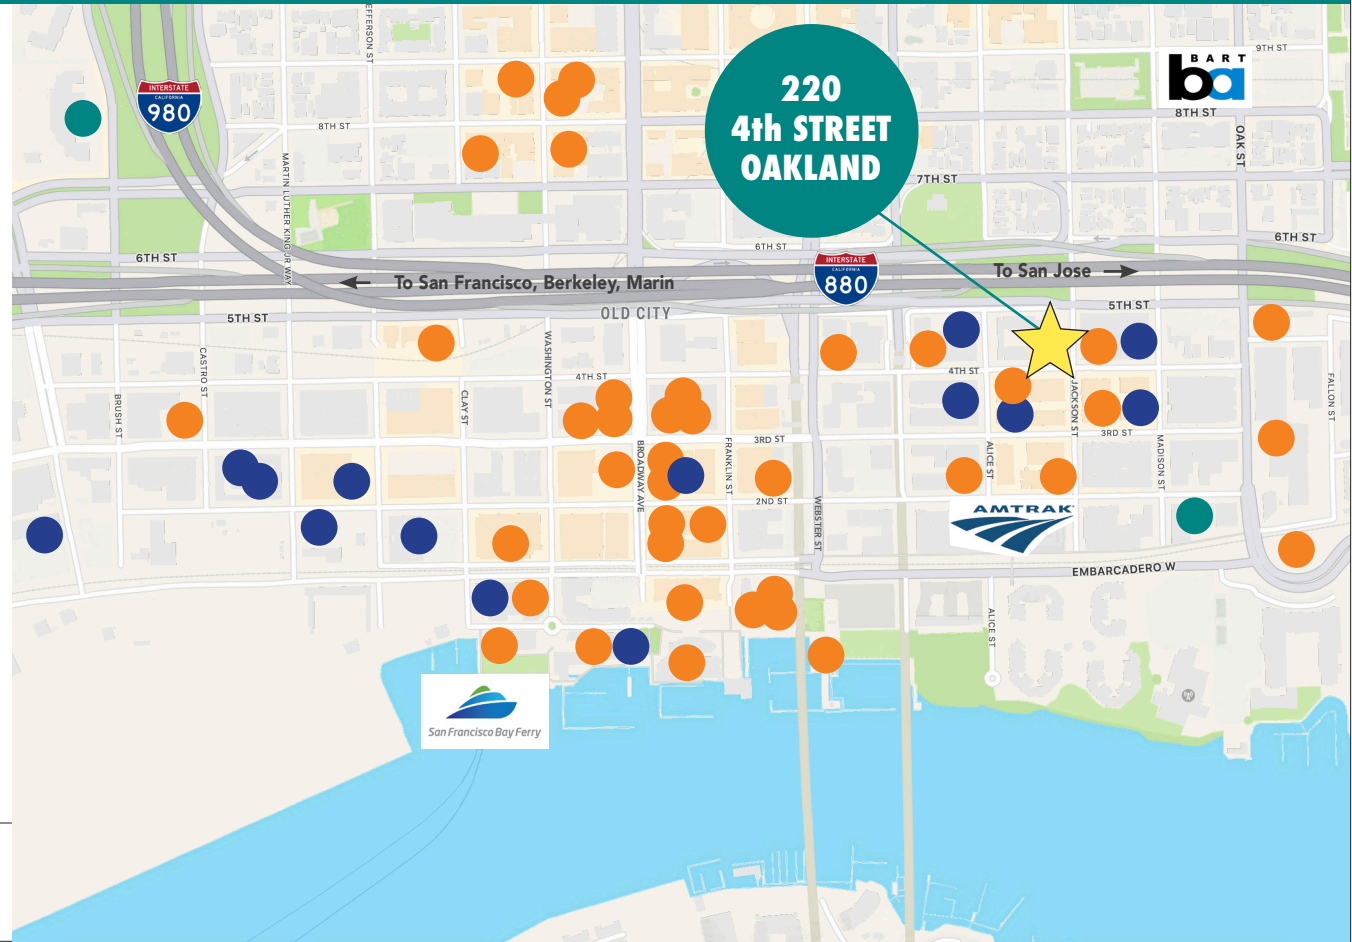 EFFERSON ST
9TH ST
BART
ba
INTERSTATE
CALIFORNIA
980
220
4th STREET
OAKLAND
8TH ST
8TH ST
OAK ST
MARTIN LUTHER KING JR WAY
7TH ST
6TH ST
6TH ST
6TH ST
INTERSTATE
CALIFORNIA
880
To San Francisco, Berkeley, Marin
To San Jose
5TH ST
OLD CITY
5TH ST
CASTRO ST
WASHINGTON ST
4TH ST
4TH ST
BRUSH ST
CLAY ST
JACKSON ST
FALLON ST
BROADWAY AVE
FRANKLIN ST
3RD ST
ALICE ST
3RD ST
MADISON ST
2ND ST
WEBSTER ST
AMTRAK
EMBARCADERO W
ALICE ST
San Francisco Bay Ferry